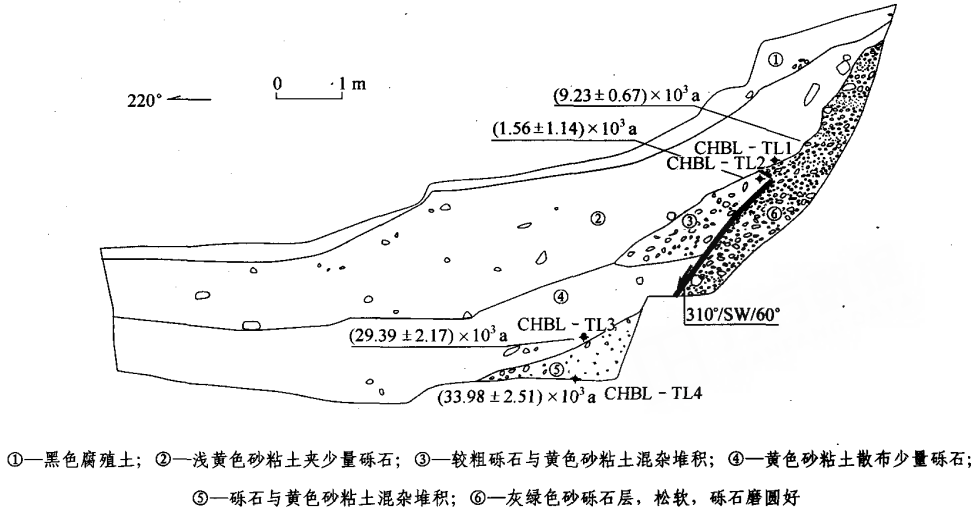 ①
0 1 m
220°
(9.23±0.67)×10³a
(1.56±1.14)×10³a
CHBL-TL1
CHBL-TL2
②
③
⑥
④
310°/SW/60°
CHBL-TL3
(29.39±2.17)×10³a
⑤
(33.98±2.51)×10³a CHBL-TL4
①—黑色腐殖土；②—浅黄色砂粘土夹少量砾石；③—较粗砾石与黄色砂粘土混杂堆积；④—黄色砂粘土散布少量砾石；
⑤—砾石与黄色砂粘土混杂堆积；⑥—灰绿色砂砾石层，松软，砾石磨圆好